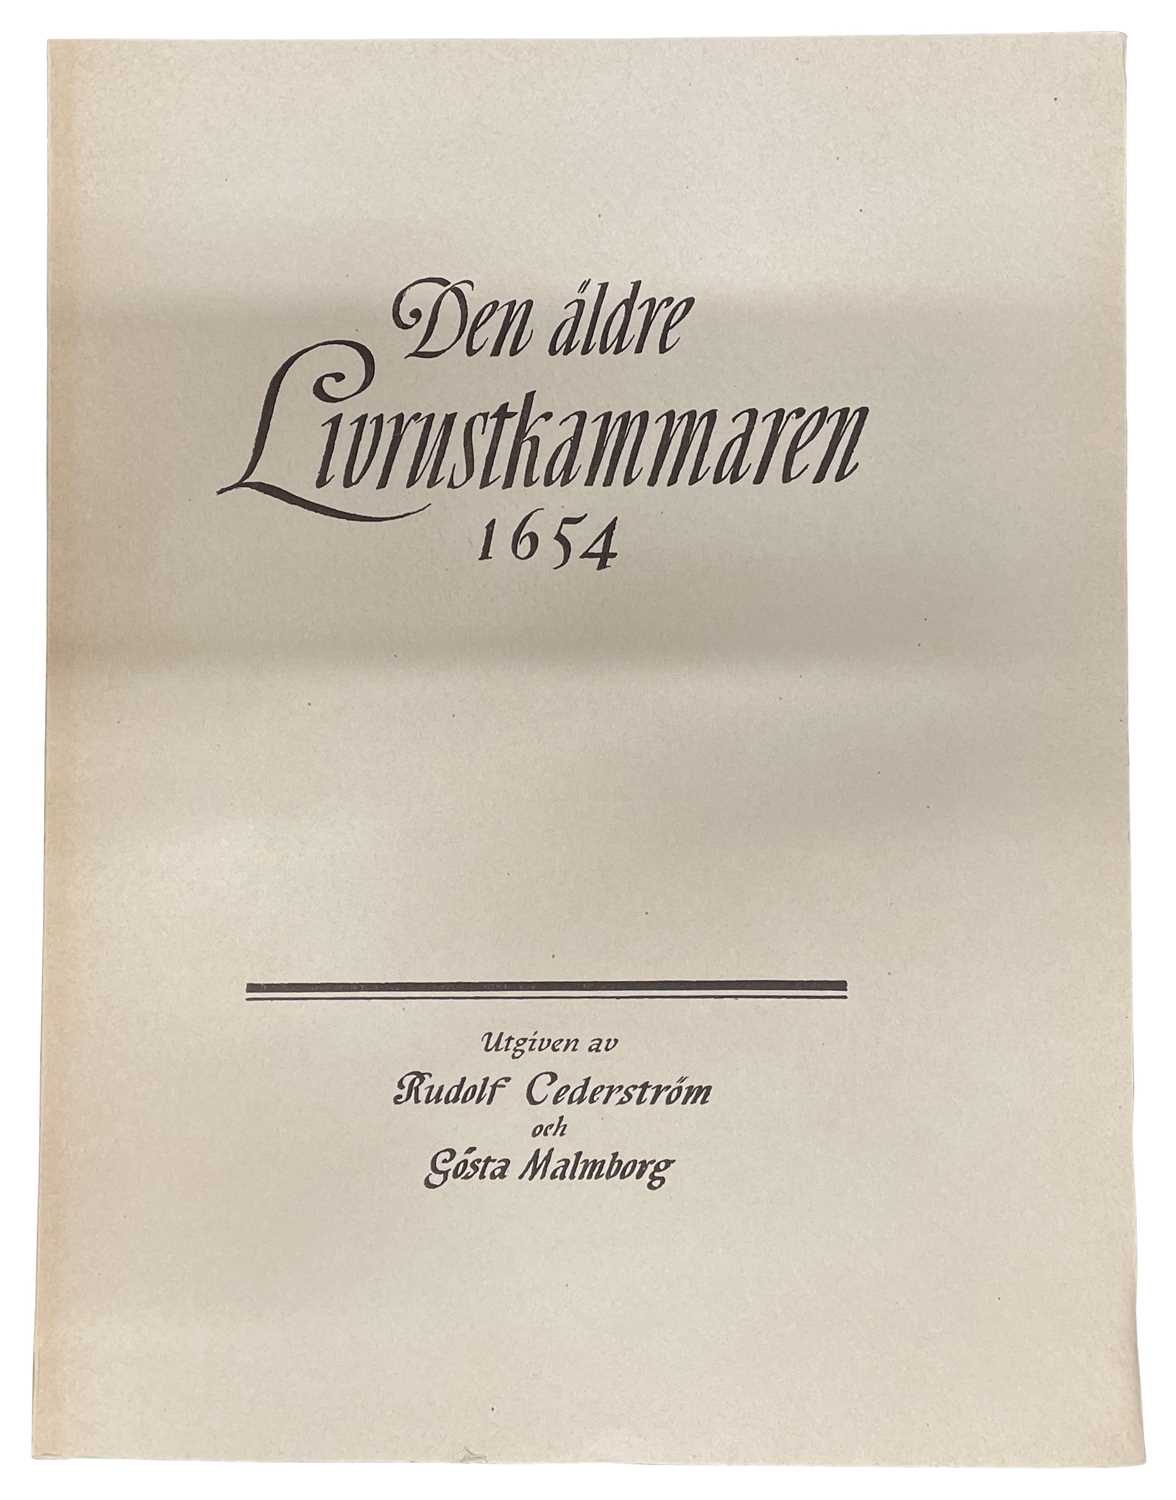 Den äldre
Livrustkammaren
1654
Utgiven av
Rudolf Cederström
och
Gösta Malmborg